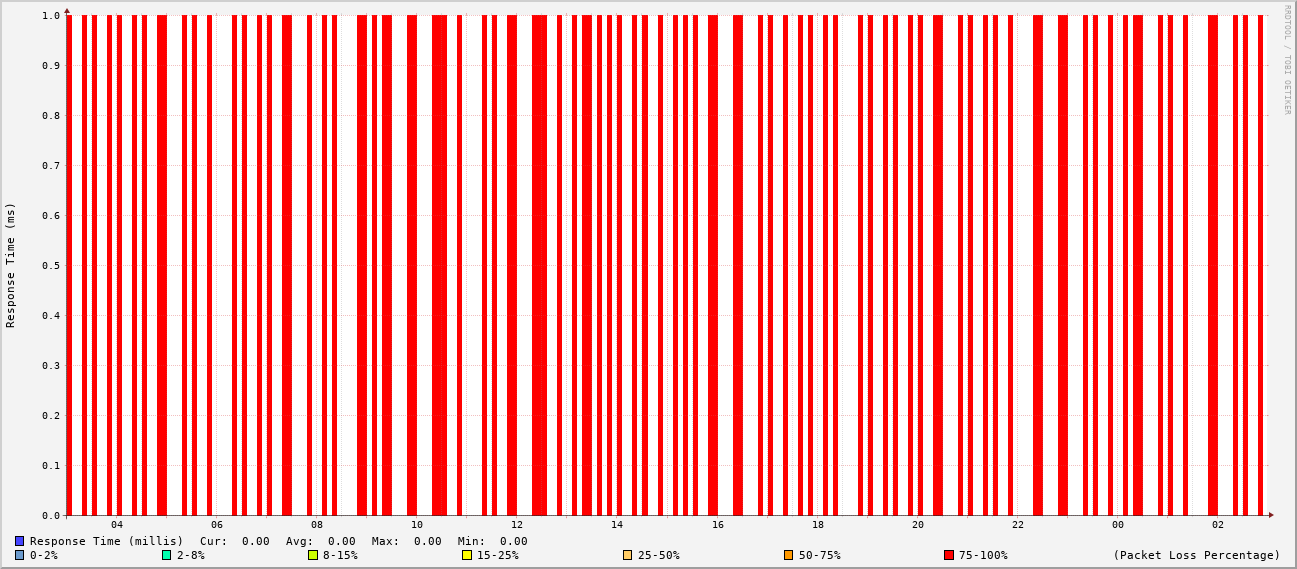 RRDTOOL / TOBI OETIKER
Response Time (ms)
1.0
0.9
0.8
0.7
0.6
0.5
0.4
0.3
0.2
0.1
0.0
04 06 08 10 12 14 16 18 20 22 00 02
Response Time (millis) Cur: 0.00 Avg: 0.00 Max: 0.00 Min: 0.00
0-2% 2-8% 8-15% 15-25% 25-50% 50-75% 75-100% (Packet Loss Percentage)